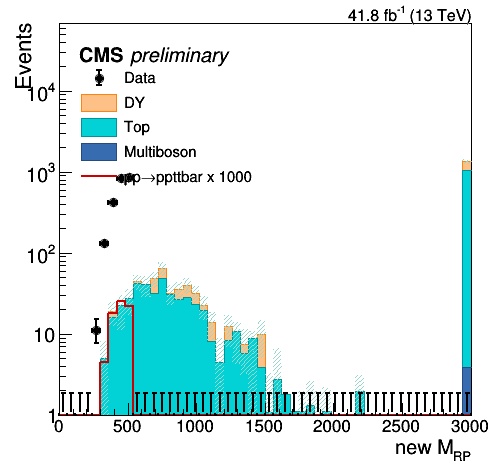 41.8 fb⁻¹ (13 TeV)
Events
CMS preliminary
Data
DY
Top
Multiboson
pp→ppttbar x 1000
10⁴
10³
10²
10
1
0 500 1000 1500 2000 2500 3000
new M_RP